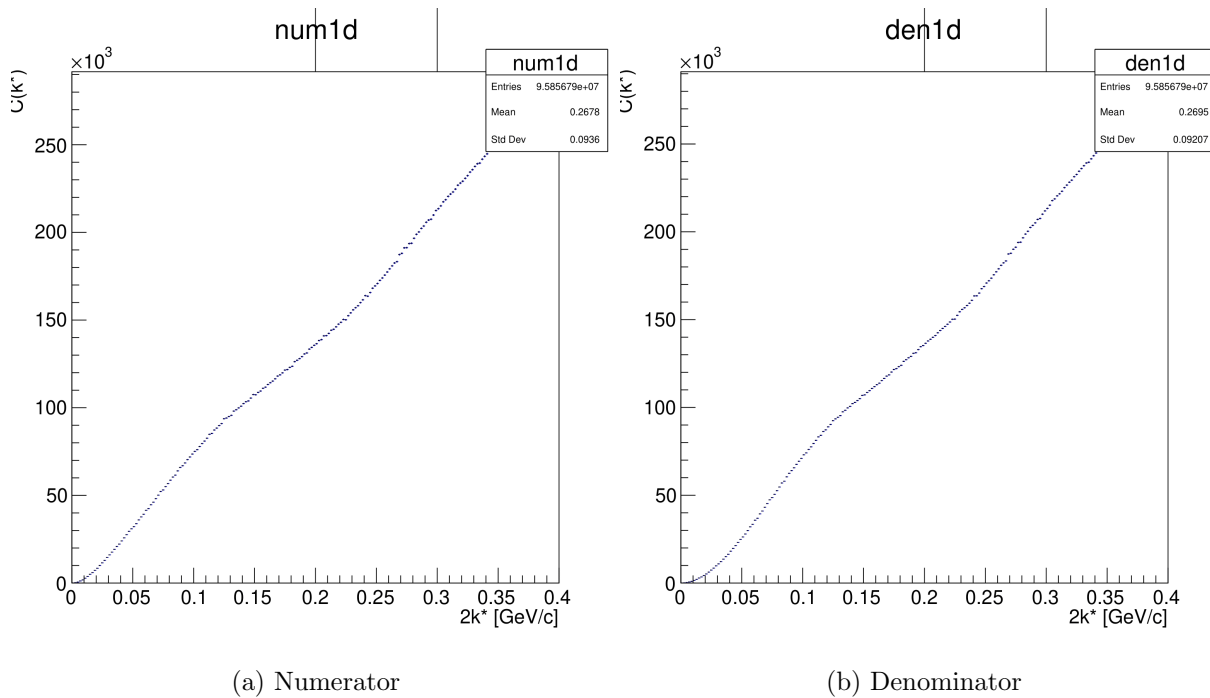 num1d
×10³
C(k*)
num1d
Entries 9.585679e+07
Mean 0.2678
Std Dev 0.0936
250
200
150
100
50
0
0 0.05 0.1 0.15 0.2 0.25 0.3 0.35 0.4
2k* [GeV/c]
(a) Numerator
den1d
×10³
C(k*)
den1d
Entries 9.585679e+07
Mean 0.2695
Std Dev 0.09207
250
200
150
100
50
0
0 0.05 0.1 0.15 0.2 0.25 0.3 0.35 0.4
2k* [GeV/c]
(b) Denominator